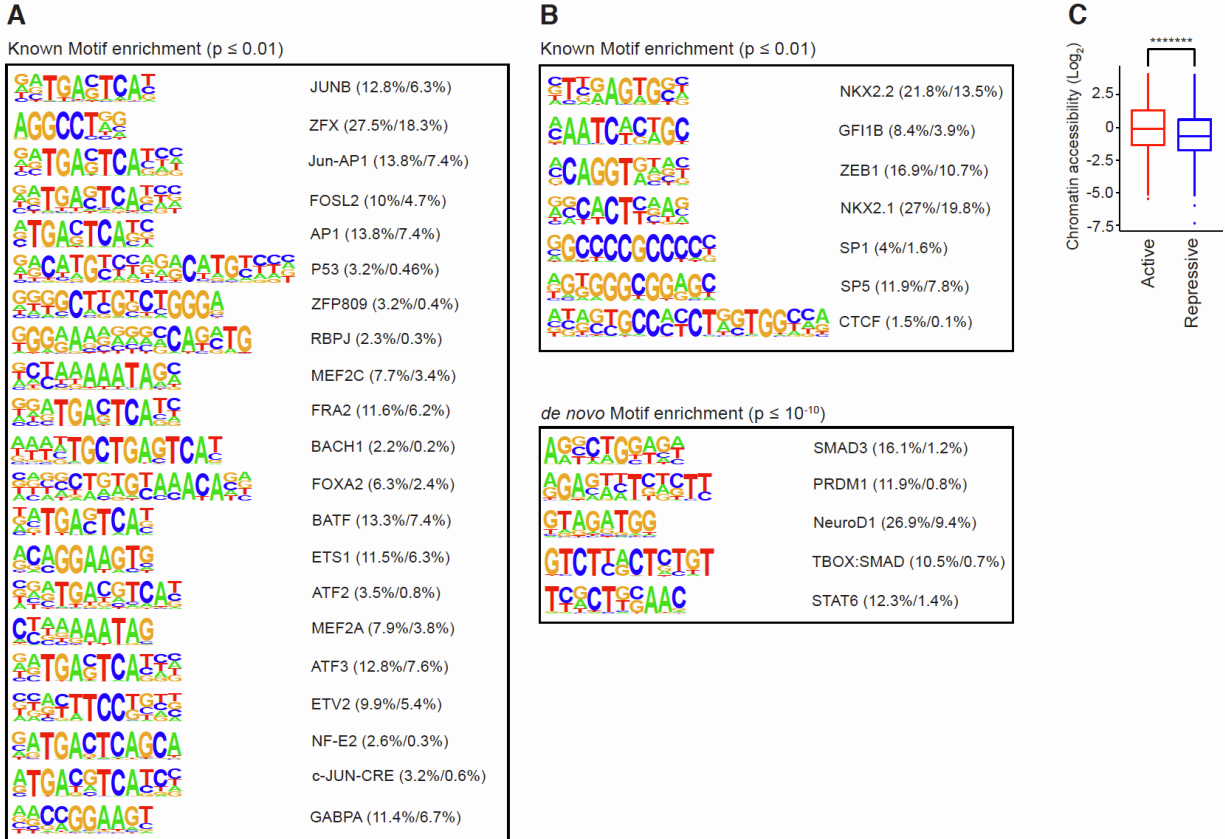 A
Known Motif enrichment (p ≤ 0.01)
JUNB (12.8%/6.3%)
ZFX (27.5%/18.3%)
Jun-AP1 (13.8%/7.4%)
FOSL2 (10%/4.7%)
AP1 (13.8%/7.4%)
P53 (3.2%/0.46%)
ZFP809 (3.2%/0.4%)
RBPJ (2.3%/0.3%)
MEF2C (7.7%/3.4%)
FRA2 (11.6%/6.2%)
BACH1 (2.2%/0.2%)
FOXA2 (6.3%/2.4%)
BATF (13.3%/7.4%)
ETS1 (11.5%/6.3%)
ATF2 (3.5%/0.8%)
MEF2A (7.9%/3.8%)
ATF3 (12.8%/7.6%)
ETV2 (9.9%/5.4%)
NF-E2 (2.6%/0.3%)
c-JUN-CRE (3.2%/0.6%)
GABPA (11.4%/6.7%)
B
Known Motif enrichment (p ≤ 0.01)
NKX2.2 (21.8%/13.5%)
GFI1B (8.4%/3.9%)
ZEB1 (16.9%/10.7%)
NKX2.1 (27%/19.8%)
SP1 (4%/1.6%)
SP5 (11.9%/7.8%)
CTCF (1.5%/0.1%)
de novo Motif enrichment (p ≤ 10⁻¹⁰)
SMAD3 (16.1%/1.2%)
PRDM1 (11.9%/0.8%)
NeuroD1 (26.9%/9.4%)
TBOX:SMAD (10.5%/0.7%)
STAT6 (12.3%/1.4%)
C
Chromatin accessibility (Log₂)
*******
2.5
0
-2.5
-5.0
-7.5
Active
Repressive